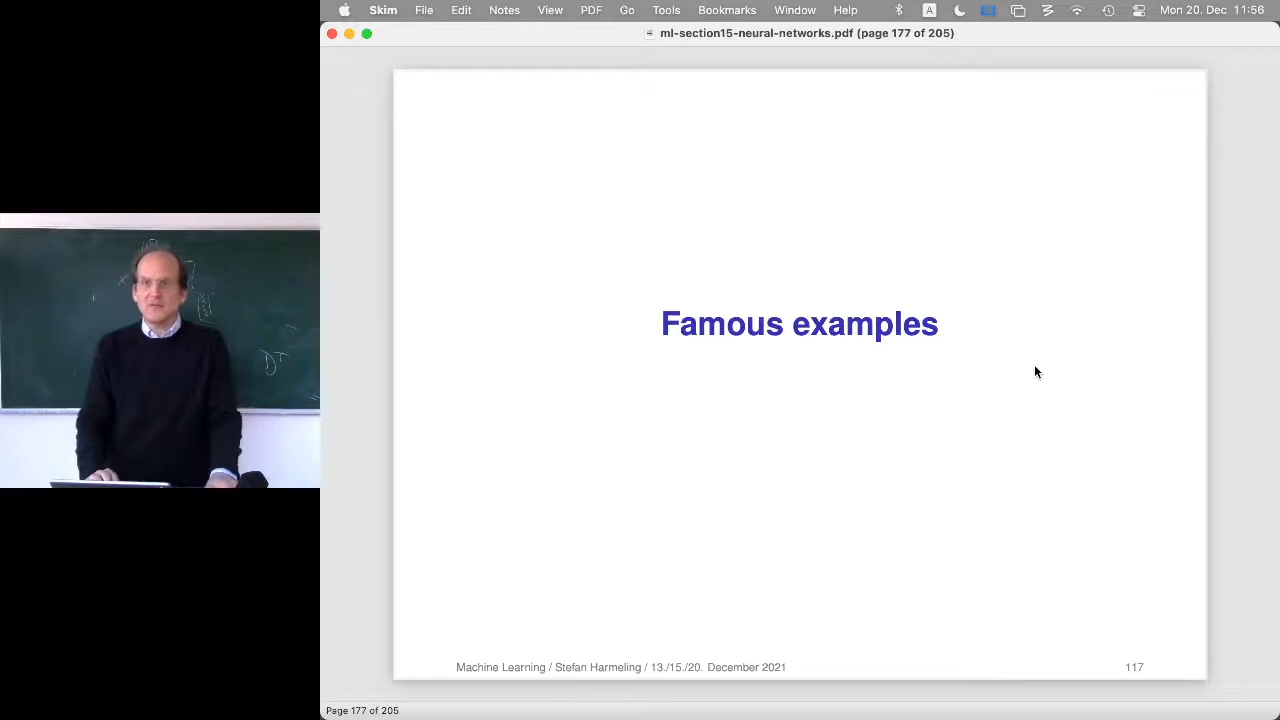 Skim File Edit Notes View PDF Go Tools Bookmarks Window Help A Mon 20. Dec 11:56
ml-section15-neural-networks.pdf (page 177 of 205)
Famous examples
DT
Machine Learning / Stefan Harmeling / 13./15./20. December 2021 117
Page 177 of 205